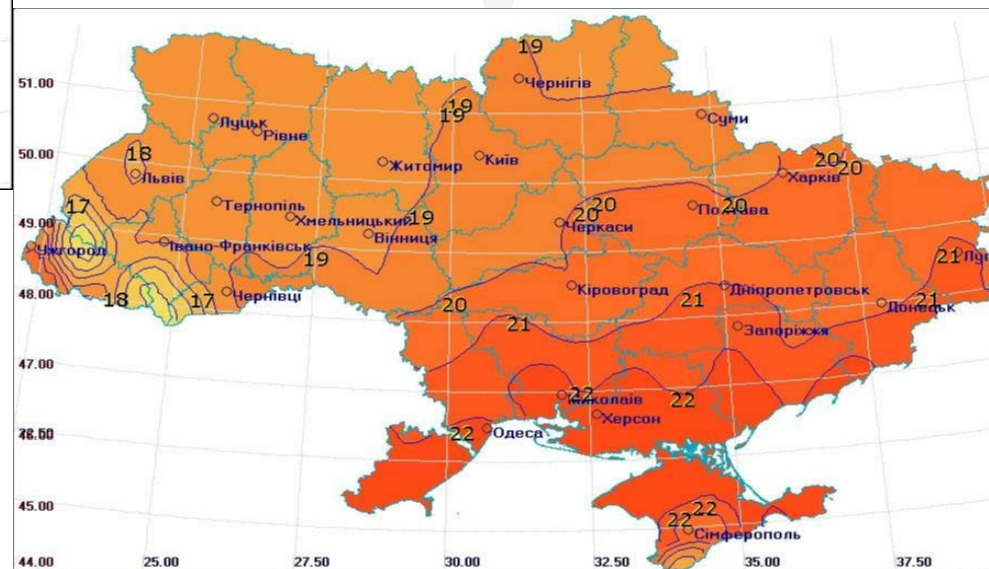 19
51.00
Чернігів
19
19
Луцьк
Суми
Рівне
50.00
18
Житомир
Київ
20
20
Львів
Харків
Тернопіль
20
20
Полтава
17
Хмельницький
19
20
49.00
Черкаси
Вінниця
Ужгород
Івано-Франківськ
19
21
48.00
18
17
Чернівці
Кіровоград
Дніпропетровськ
20
21
21
Донецьк
21
Запоріжжя
47.00
22
22
Миколаїв
Херсон
22
Одеса
45.00
22
22
Сімферополь
44.00
25.00
27.50
30.00
32.50
35.00
37.50